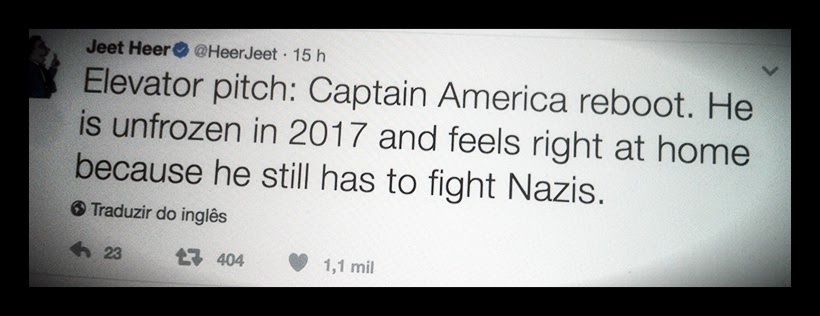 Jeet Heer @HeerJeet · 15 h
Elevator pitch: Captain America reboot. He
is unfrozen in 2017 and feels right at home
because he still has to fight Nazis.
Traduzir do inglês
23 404 1,1 mil